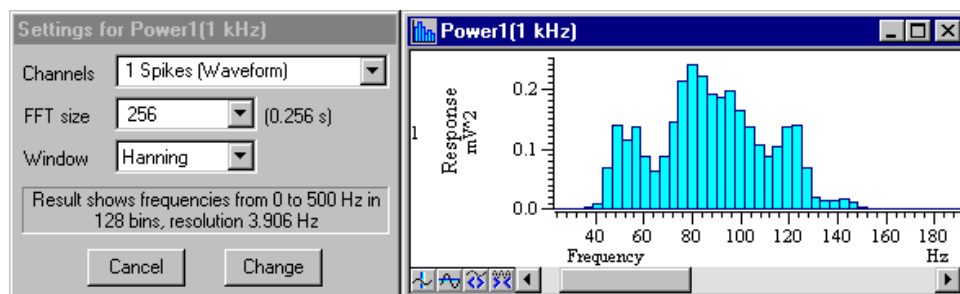 Settings for Power1(1 kHz)
Channels 1 Spikes (Waveform)
FFT size 256 (0.256 s)
Window Hanning
Result shows frequencies from 0 to 500 Hz in
128 bins, resolution 3.906 Hz
Cancel Change
Power1(1 kHz)
1
Response
mV^2
0.2
0.1
0.0
40 60 80 100 120 140 160 180
Frequency Hz